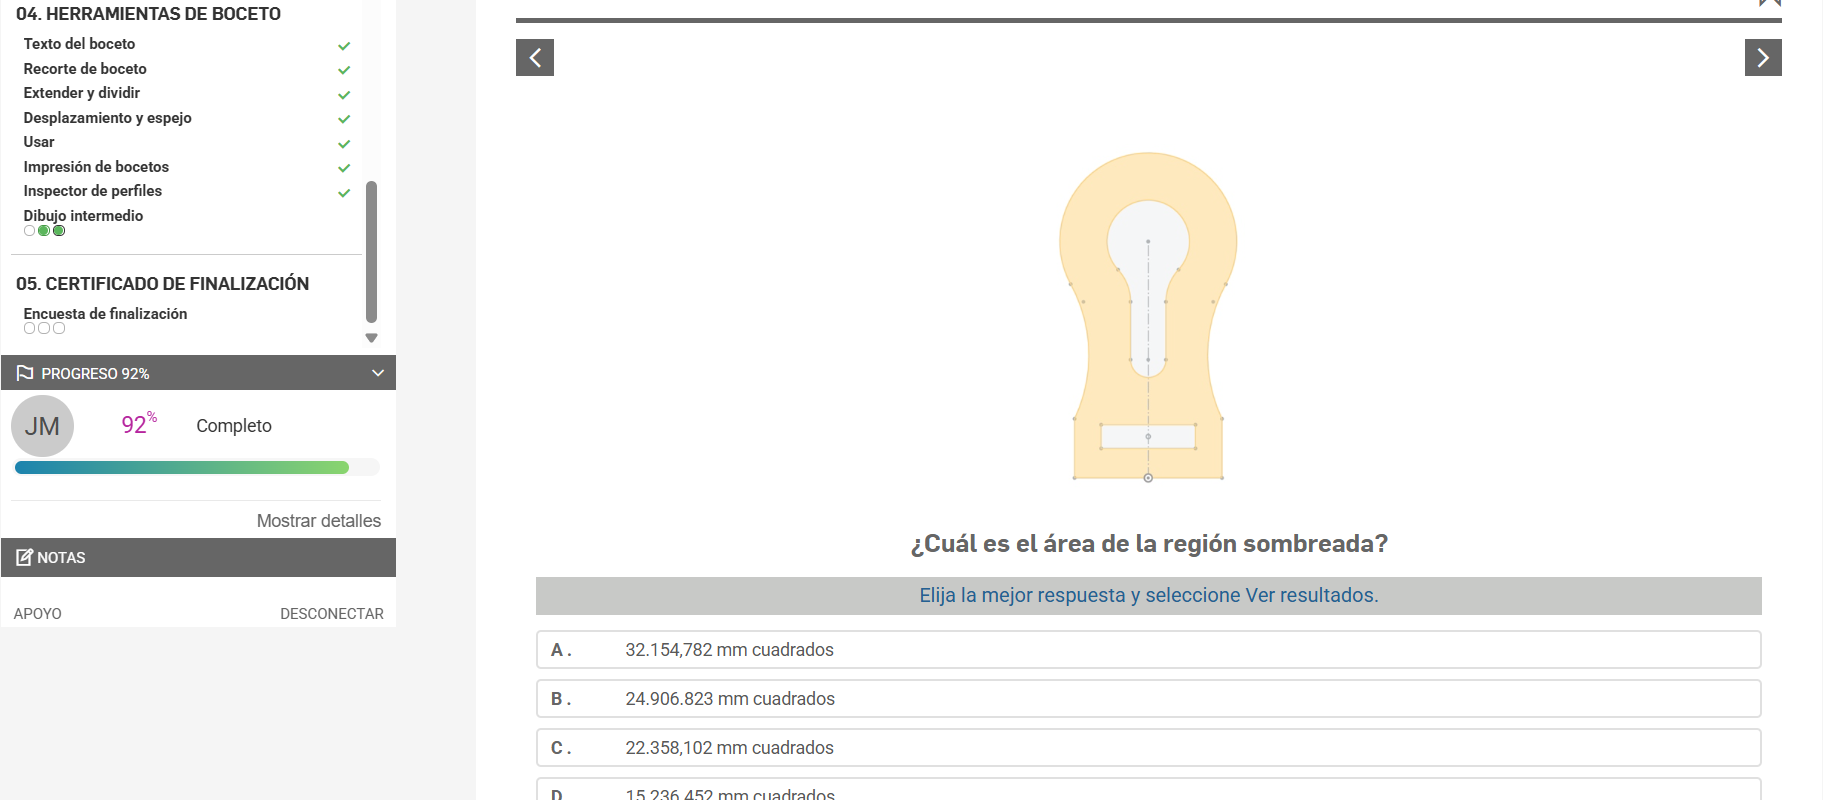 04. HERRAMIENTAS DE BOCETO
Texto del boceto
Recorte de boceto
Extender y dividir
Desplazamiento y espejo
Usar
Impresión de bocetos
Inspector de perfiles
Dibujo intermedio
05. CERTIFICADO DE FINALIZACIÓN
Encuesta de finalización
PROGRESO 92%
JM
92%
Completo
Mostrar detalles
NOTAS
APOYO
DESCONECTAR
¿Cuál es el área de la región sombreada?
Elija la mejor respuesta y seleccione Ver resultados.
A. 32.154,782 mm cuadrados
B. 24.906.823 mm cuadrados
C. 22.358,102 mm cuadrados
D. 15.236.452 mm cuadrados